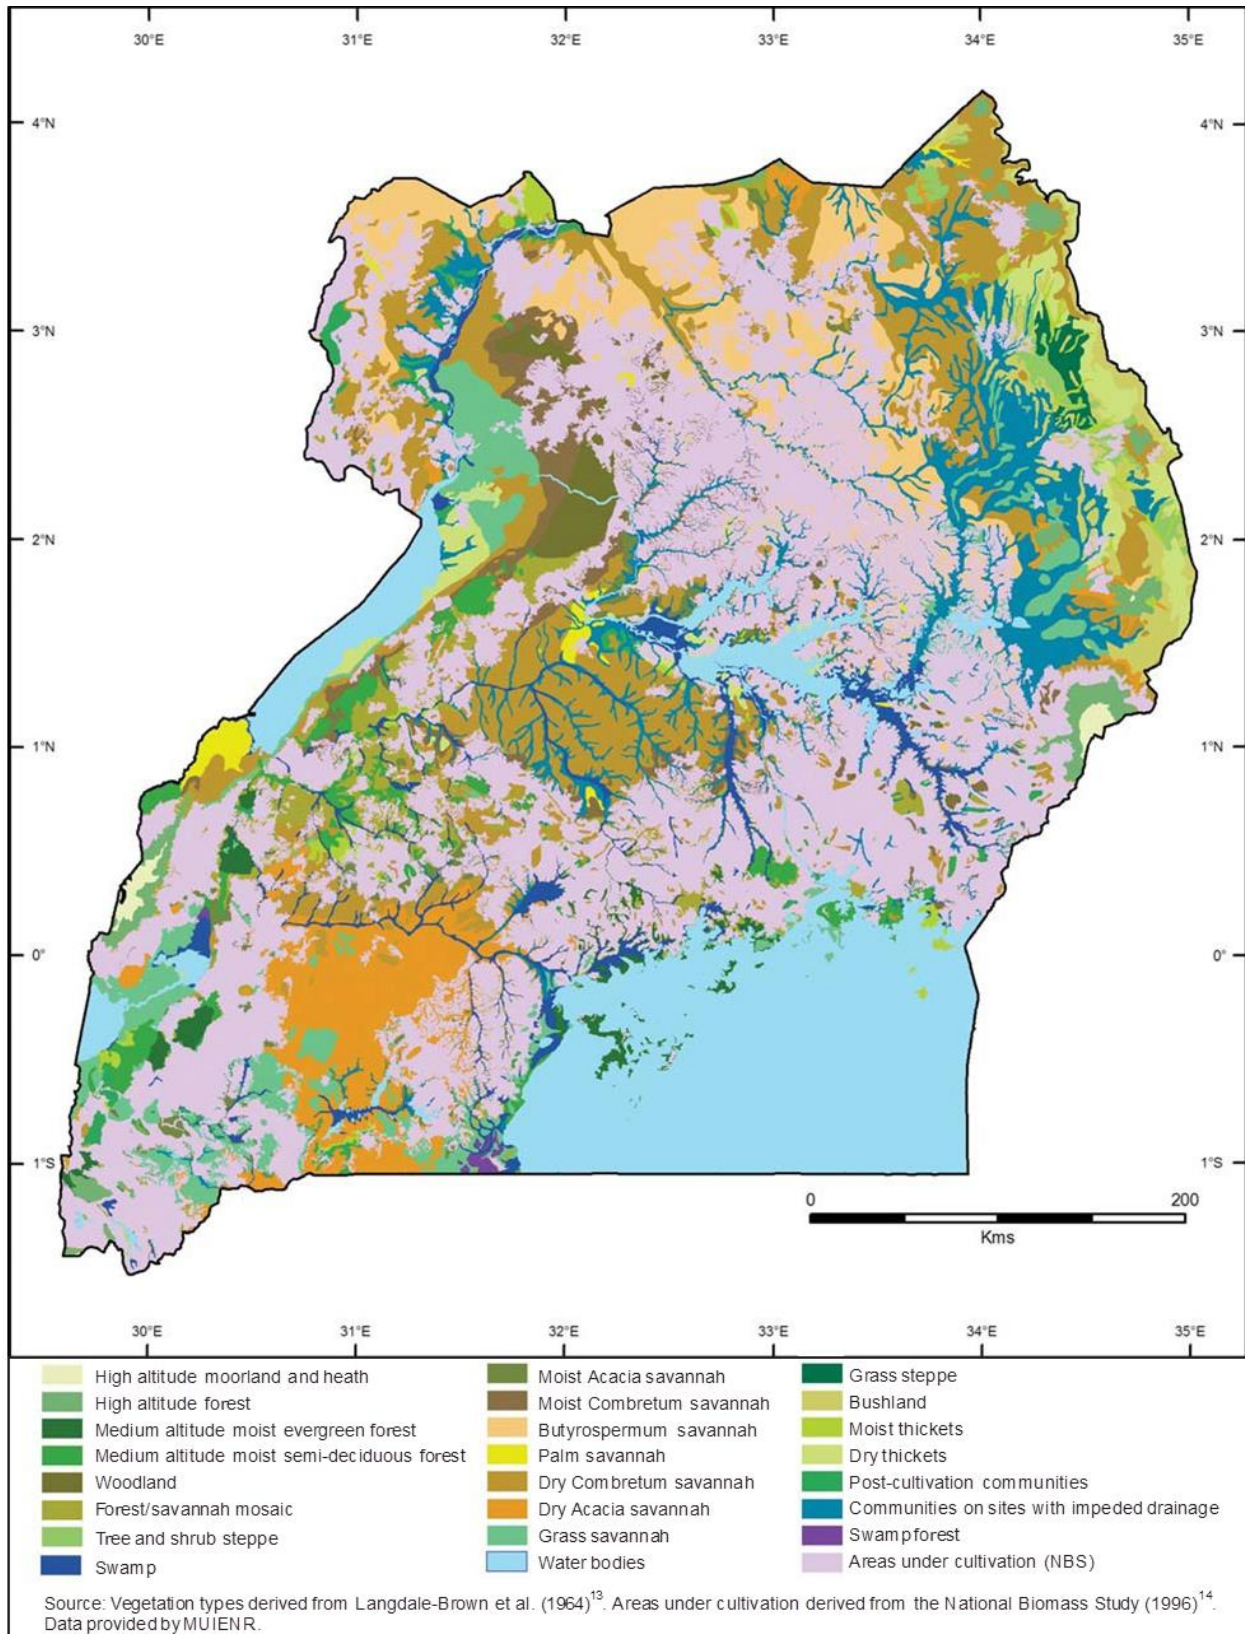 30°E 31°E 32°E 33°E 34°E 35°E
4°N 4°N
3°N 3°N
2°N 2°N
1°N 1°N
0° 0°
1°S 1°S
0 200
Kms
30°E 31°E 32°E 33°E 34°E 35°E
High altitude moorland and heath
High altitude forest
Medium altitude moist evergreen forest
Medium altitude moist semi-deciduous forest
Woodland
Forest/savannah mosaic
Tree and shrub steppe
Swamp
Moist Acacia savannah
Moist Combretum savannah
Butyrospermum savannah
Palm savannah
Dry Combretum savannah
Dry Acacia savannah
Grass savannah
Water bodies
Grass steppe
Bushland
Moist thickets
Dry thickets
Post-cultivation communities
Communities on sites with impeded drainage
Swamp forest
Areas under cultivation (NBS)
Source: Vegetation types derived from Langdale-Brown et al. (1964)¹³. Areas under cultivation derived from the National Biomass Study (1996)¹⁴.
Data provided by MUIENR.